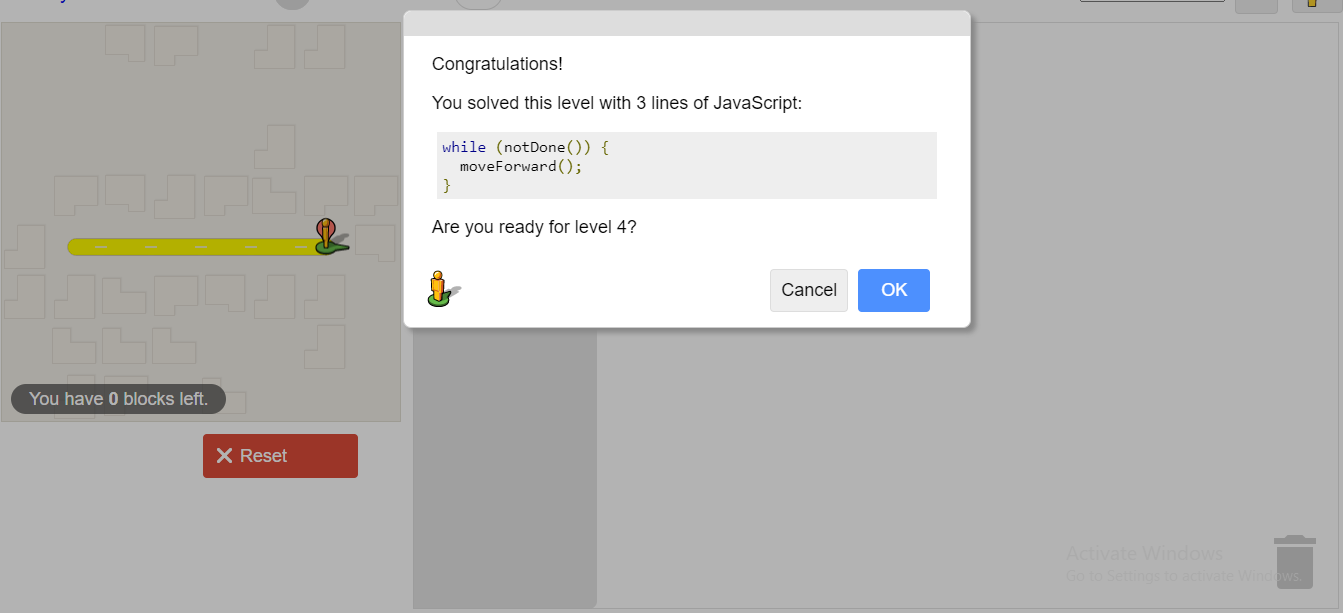 Congratulations!
You solved this level with 3 lines of JavaScript:
while (notDone()) {
  moveForward();
}
Are you ready for level 4?
Cancel
OK
You have 0 blocks left.
Reset
Activate Windows
Go to Settings to activate Windows.